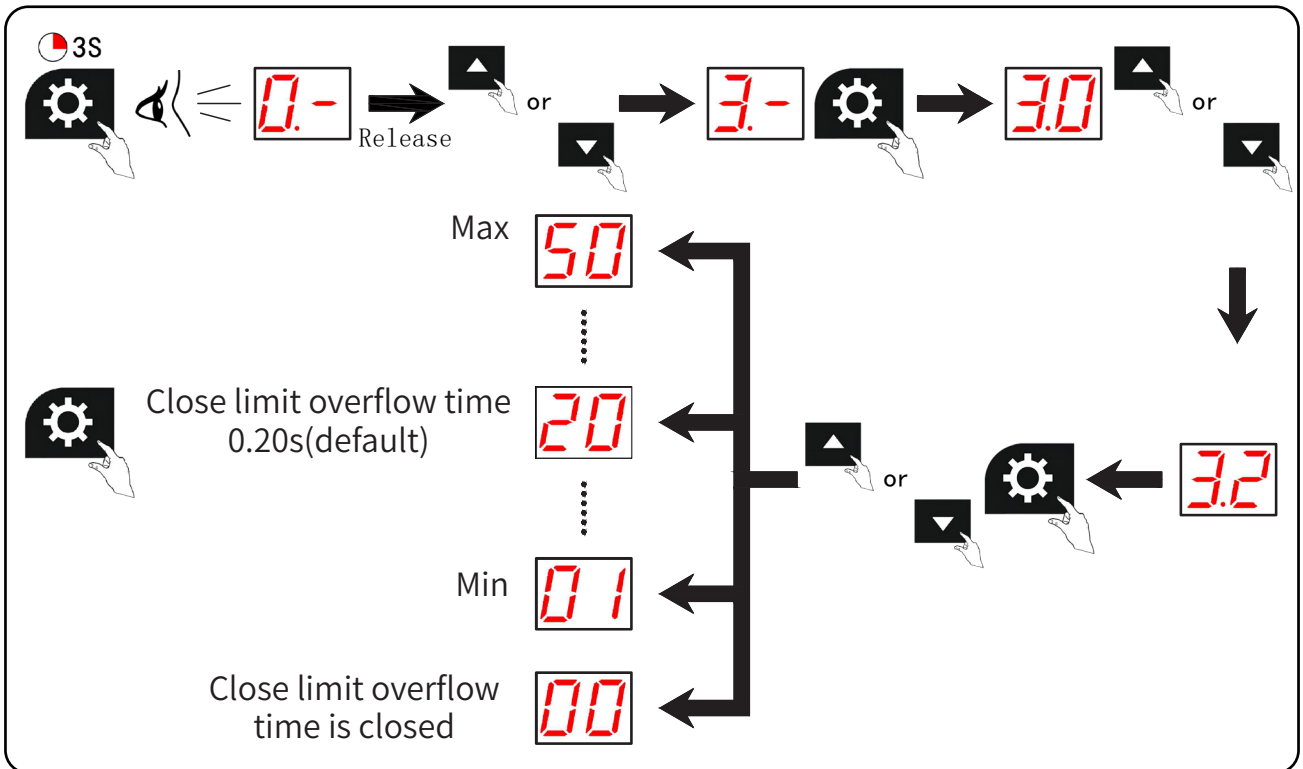 3S
0.-
Release
or
3.-
3.0
or
Max
50
Close limit overflow time
0.20s(default)
20
or
3.2
Min
01
Close limit overflow
time is closed
00